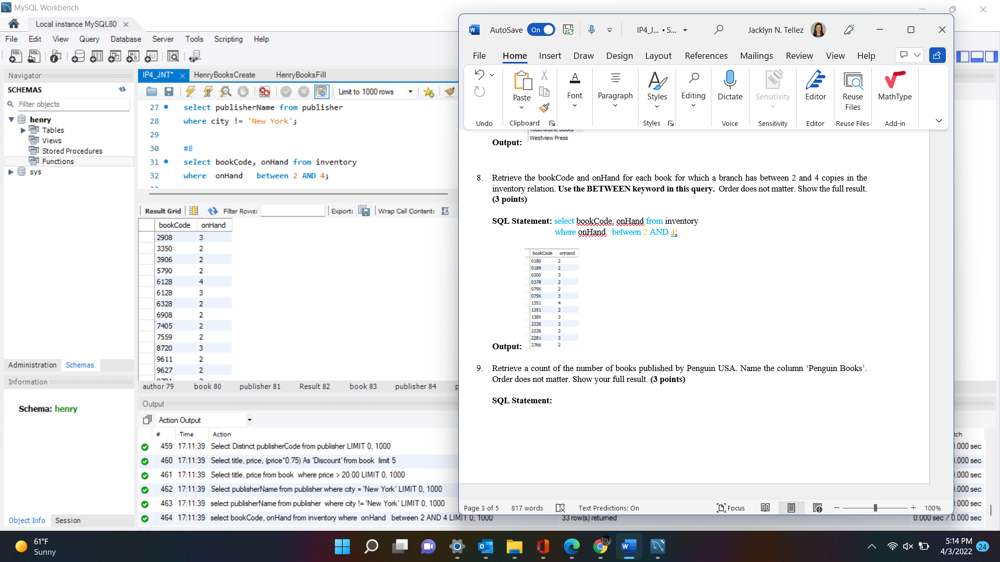 MySQL Workbench
Local instance MySQL80
File Edit View Query Database Server Tools Scripting Help
Navigator
SCHEMAS
Filter objects
henry
Tables
Views
Stored Procedures
Functions
sys
Administration Schemas
Information
Schema: henry
Object Info Session
IP4_JNT* HenryBooksCreate HenryBooksFill
Limit to 1000 rows
27 select publisherName from publisher
28 where city != 'New York';
29
30 #8
31 select bookCode, onHand from inventory
32 where onHand between 2 AND 4;
Result Grid Filter Rows: Export: Wrap Cell Content:
bookCode onHand
2908 3
3350 2
3906 2
5790 2
6128 4
6128 3
6328 2
6908 2
7405 2
7559 2
8720 3
9611 2
9627 2
author 79 book 80 publisher 81 Result 82 book 83 publisher 84
Output
Action Output
# Time Action
459 17:11:39 Select Distinct publisherCode from publisher LIMIT 0, 1000
460 17:11:39 Select title, price, (price*0.75) As 'Discount' from book limit 5
461 17:11:39 Select title, price from book where price > 20.00 LIMIT 0, 1000
462 17:11:39 Select publisherName from publisher where city = 'New York' LIMIT 0, 1000
463 17:11:39 select publisherName from publisher where city != 'New York' LIMIT 0, 1000
464 17:11:39 select bookCode, onHand from inventory where onHand between 2 AND 4 LIMIT 0, 1000 33 row(s) returned 0.000 sec / 0.000 sec
AutoSave On IP4_J... • S... Jacklyn N. Tellez
File Home Insert Draw Design Layout References Mailings Review View Help
Paste Font Paragraph Styles Editing Dictate Sensitivity Editor Reuse Files MathType
Undo Clipboard Styles Voice Sensitivity Editor Reuse Files Add-in
Touchstone Books
Westview Press
Output:
8. Retrieve the bookCode and onHand for each book for which a branch has between 2 and 4 copies in the
inventory relation. Use the BETWEEN keyword in this query. Order does not matter. Show the full result.
(3 points)
SQL Statement: select bookCode, onHand from inventory
where onHand between 2 AND 4;
bookCode onHand
0180 2
0189 2
0200 3
0378 2
079X 2
079X 3
1351 4
1351 2
138X 3
2226 3
2226 2
2281 3
2766 2
Output:
9. Retrieve a count of the number of books published by Penguin USA. Name the column ‘Penguin Books’.
Order does not matter. Show your full result. (3 points)
SQL Statement:
Page 3 of 5 817 words Text Predictions: On Focus 100%
61°F
Sunny
5:14 PM
4/3/2022
24